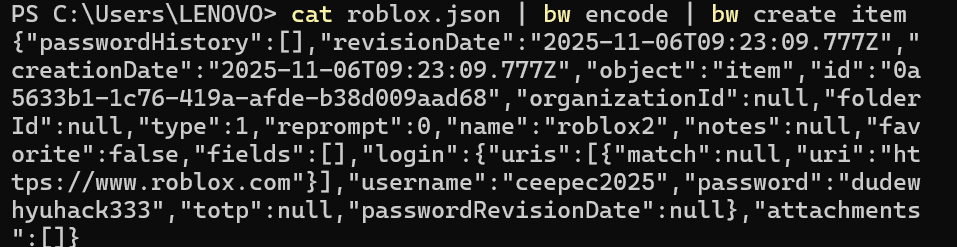 PS C:\Users\LENOVO> cat roblox.json | bw encode | bw create item
{"passwordHistory":[],"revisionDate":"2025-11-06T09:23:09.777Z","
creationDate":"2025-11-06T09:23:09.777Z","object":"item","id":"0a
5633b1-1c76-419a-afde-b38d009aad68","organizationId":null,"folder
Id":null,"type":1,"reprompt":0,"name":"roblox2","notes":null,"fav
orite":false,"fields":[],"login":{"uris":[{"match":null,"uri":"ht
tps://www.roblox.com"}],"username":"ceepec2025","password":"dudew
hyuhack333","totp":null,"passwordRevisionDate":null},"attachments
":[]}